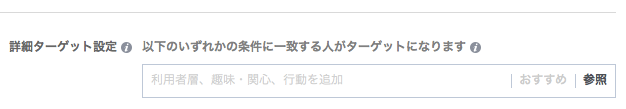 詳細ターゲット設定 以下のいずれかの条件に一致する人がターゲットになります
利用者層、趣味・関心、行動を追加 | おすすめ | 参照